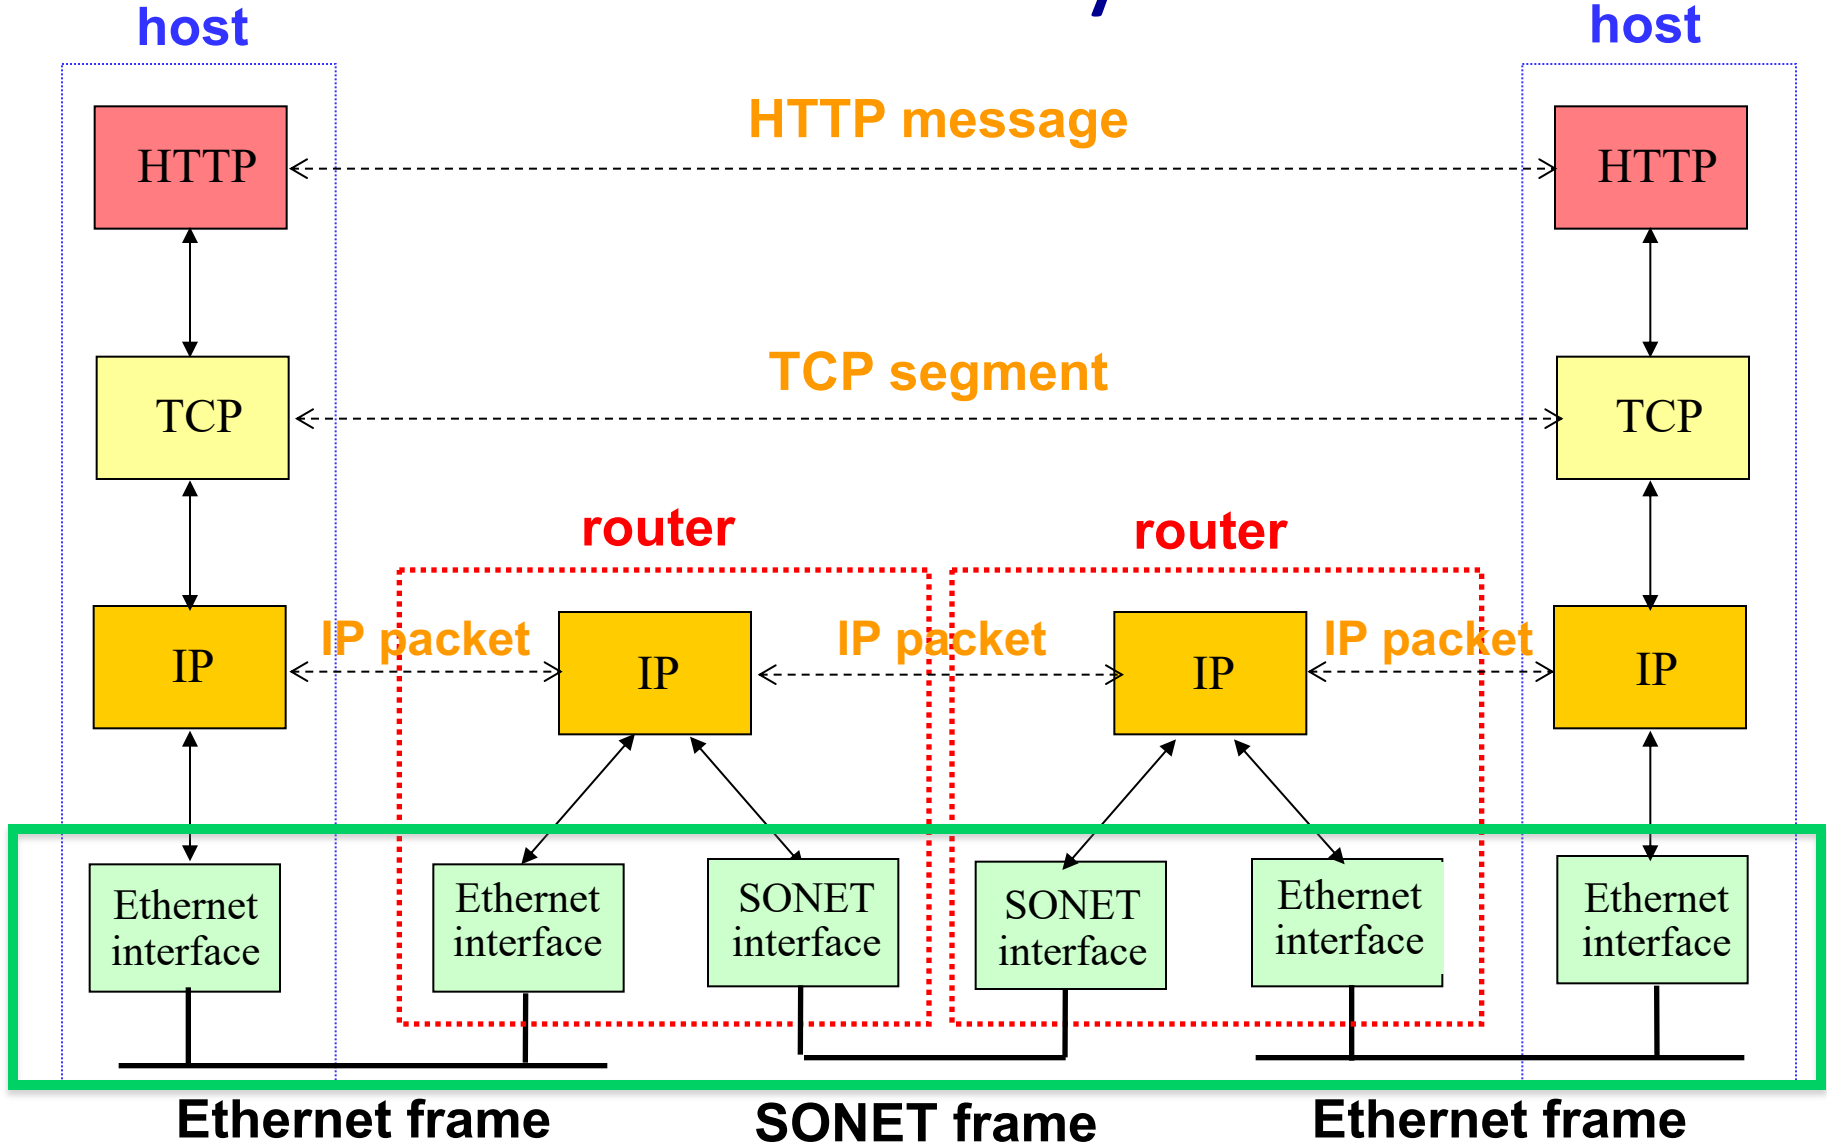 host
host
HTTP message
HTTP
HTTP
TCP segment
TCP
TCP
router
router
IP packet
IP packet
IP packet
IP
IP
IP
IP
Ethernet
interface
Ethernet
interface
SONET
interface
SONET
interface
Ethernet
interface
Ethernet
interface
Ethernet frame
SONET frame
Ethernet frame